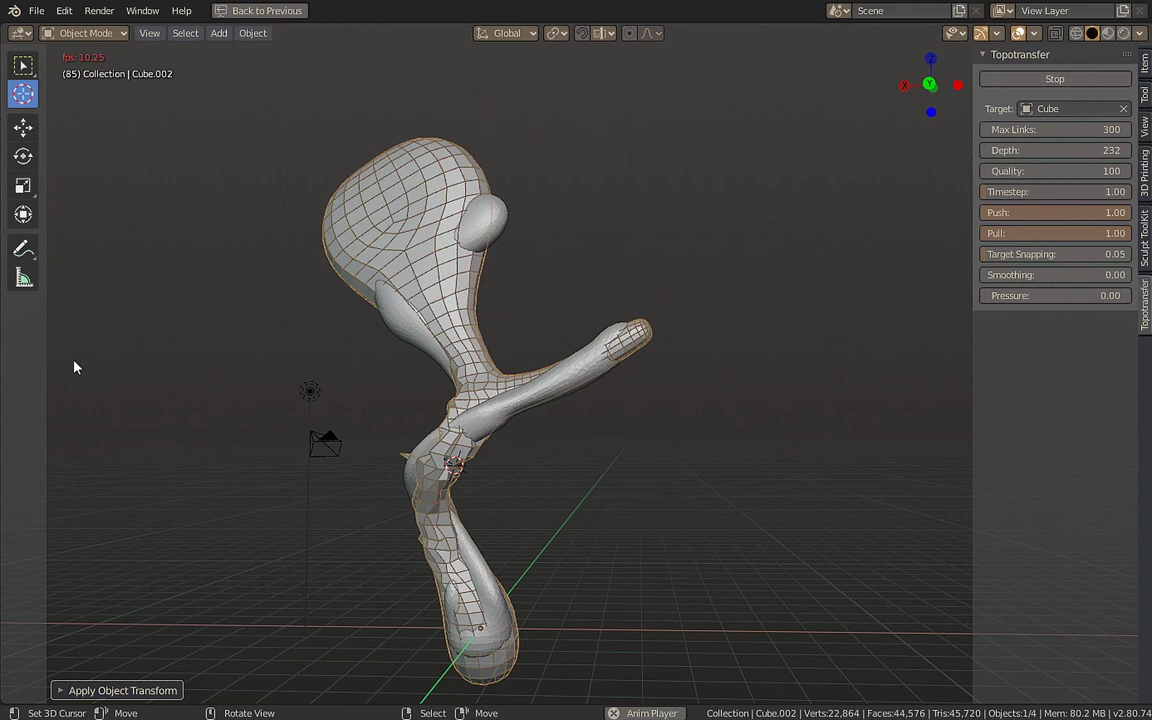 File Edit Render Window Help Back to Previous Scene View Layer
Object Mode View Select Add Object Global
fps: 10.25
(85) Collection | Cube.002
Z
X
Y
Topotransfer
Stop
Target: Cube
Max Links: 300
Depth: 232
Quality: 100
Timestep: 1.00
Push: 1.00
Pull: 1.00
Target Snapping: 0.05
Smoothing: 0.00
Pressure: 0.00
Item
Tool
View
3D Printing
Sculpt ToolKit
Topotransfer
Apply Object Transform
Set 3D Cursor Move Rotate View Select Move Anim Player Collection | Cube.002 | Verts:22,864 | Faces:44,576 | Tris:45,720 | Objects:1/4 | Mem: 80.2 MB | v2.80.74